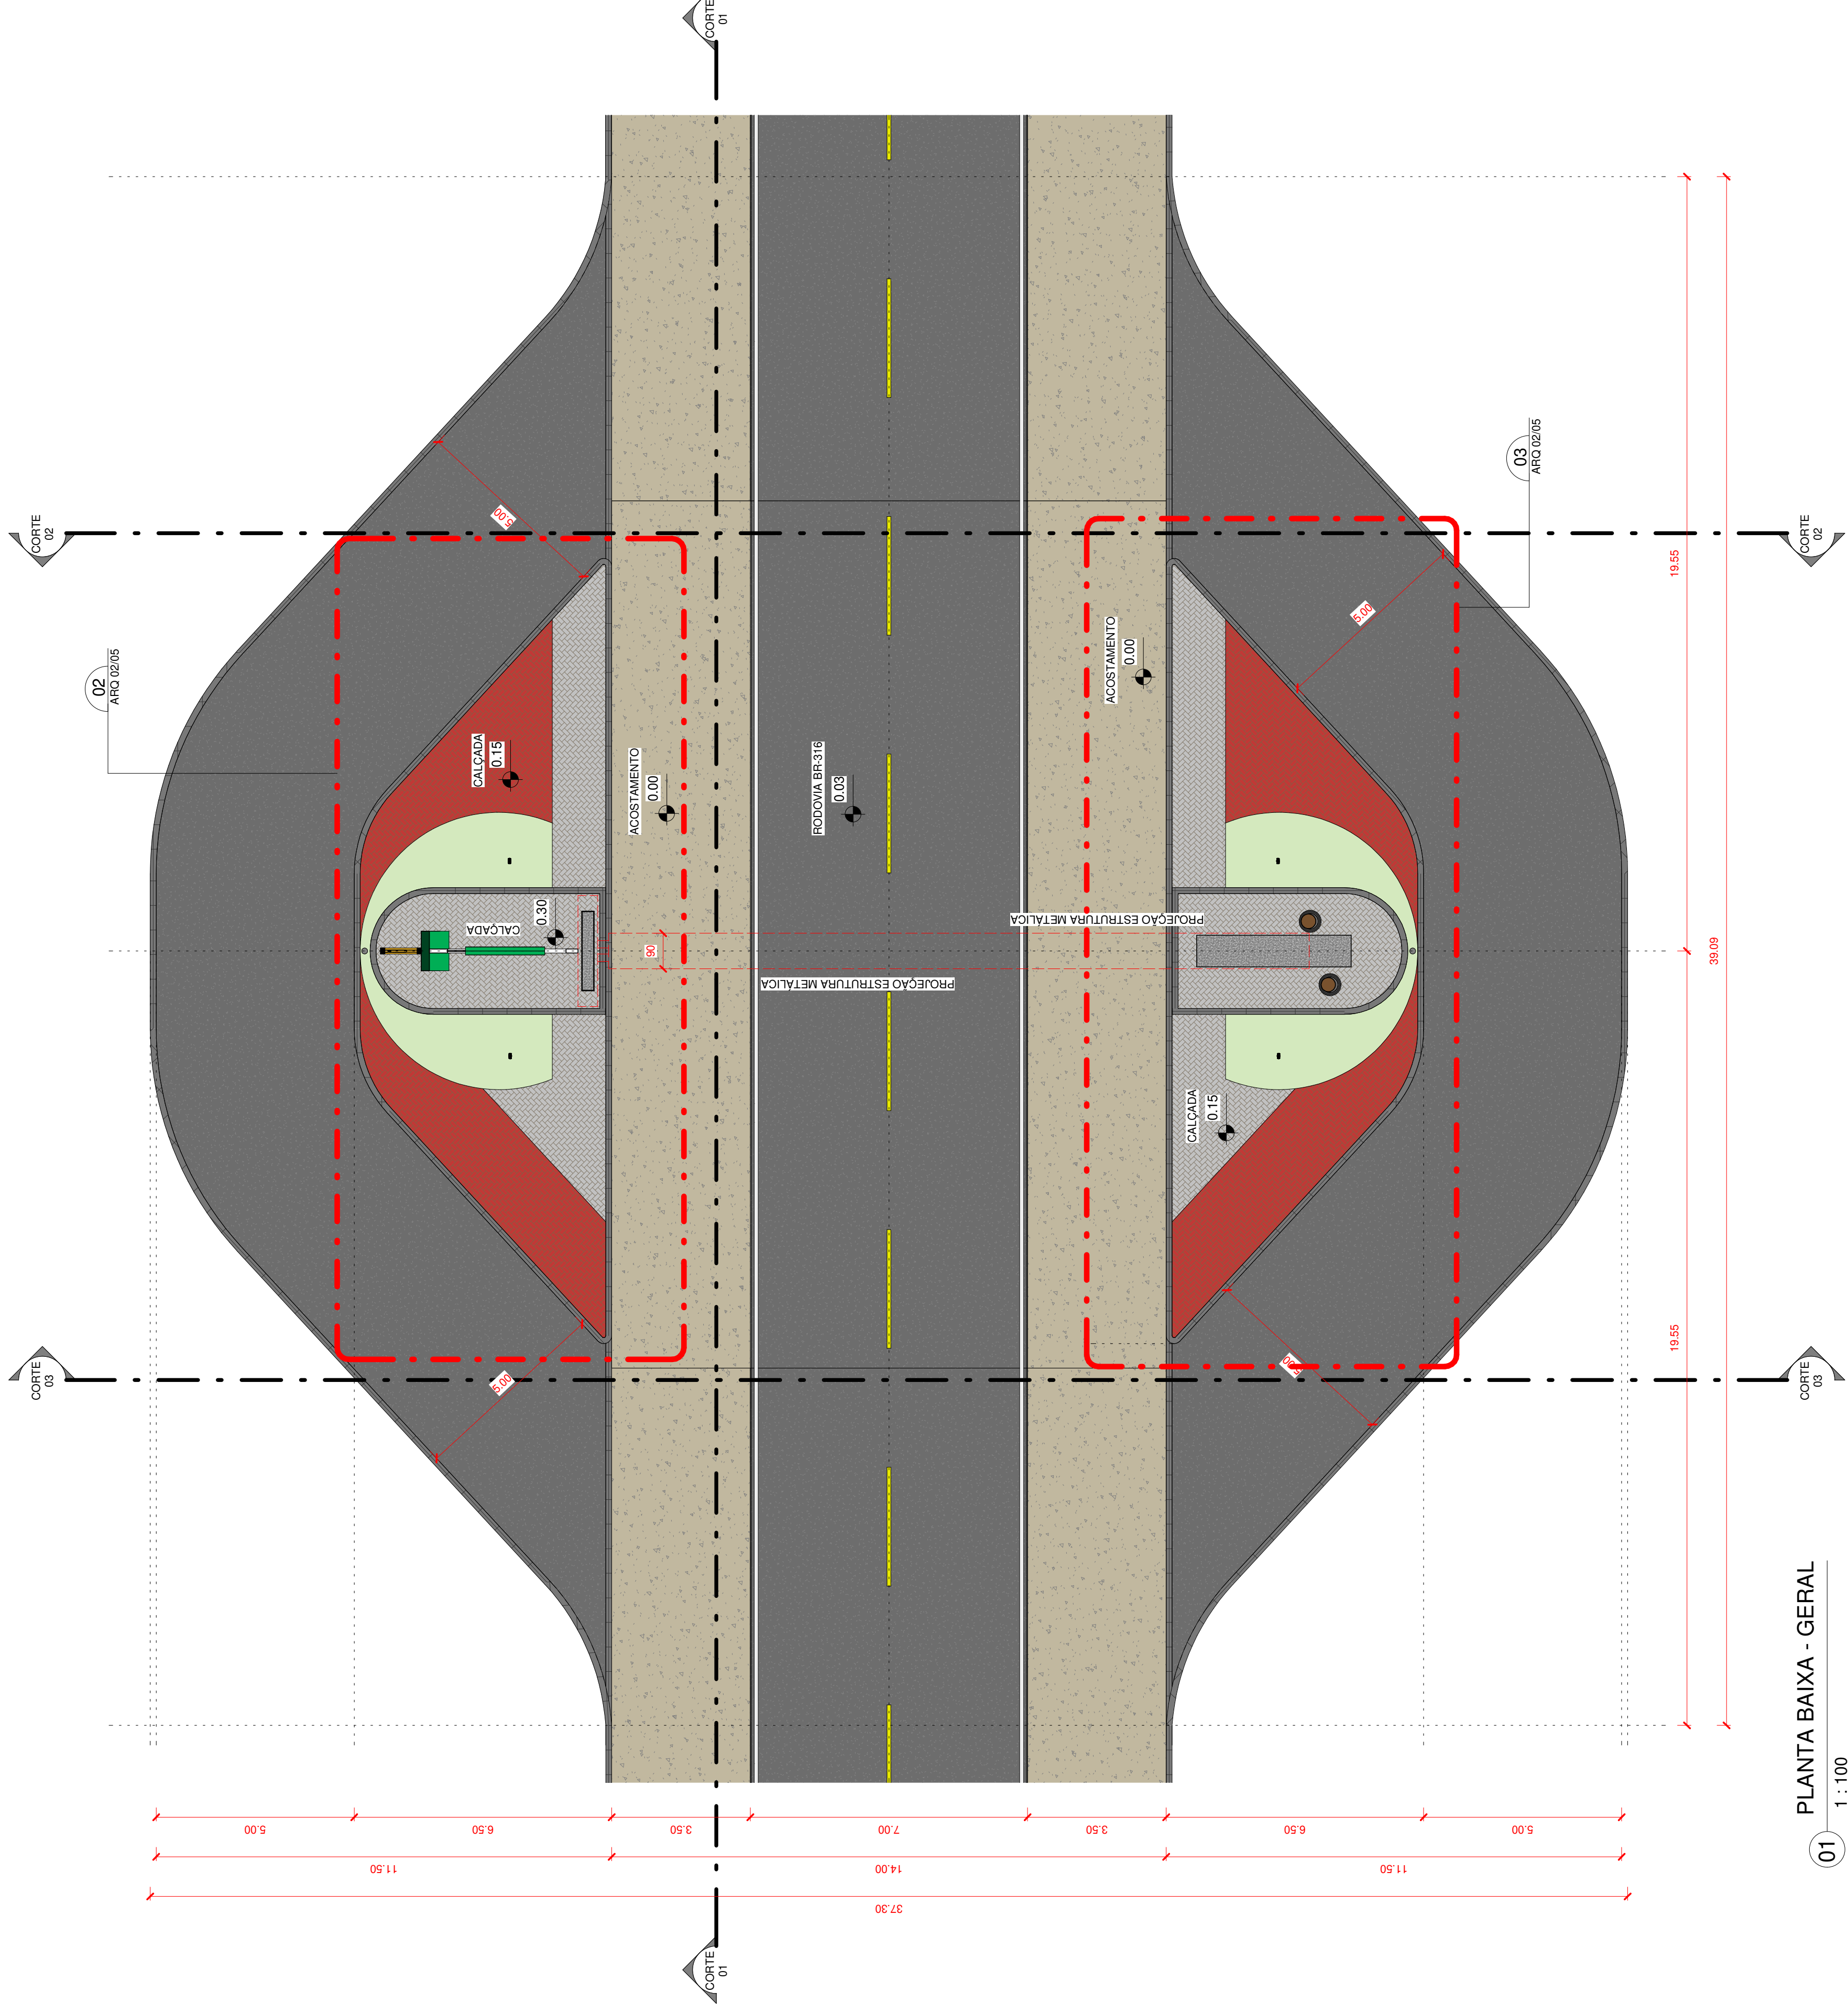 CORTE
01
CORTE
02
CORTE
02
02
ARQ 02/05
03
ARQ 02/05
5.00
5.00
19.55
CALÇADA
0.15
ACOSTAMENTO
0.00
RODOVIA BR-316
0.03
ACOSTAMENTO
0.00
CALÇADA
0.30
90
PROJEÇÃO ESTRUTURA METÁLICA
PROJEÇÃO ESTRUTURA METÁLICA
39.09
CALÇADA
0.15
5.00
5.00
19.55
CORTE
03
CORTE
03
5.00
6.50
3.50
7.00
3.50
6.50
5.00
11.50
14.00
11.50
37.30
CORTE
01
01
PLANTA BAIXA - GERAL
1 : 100